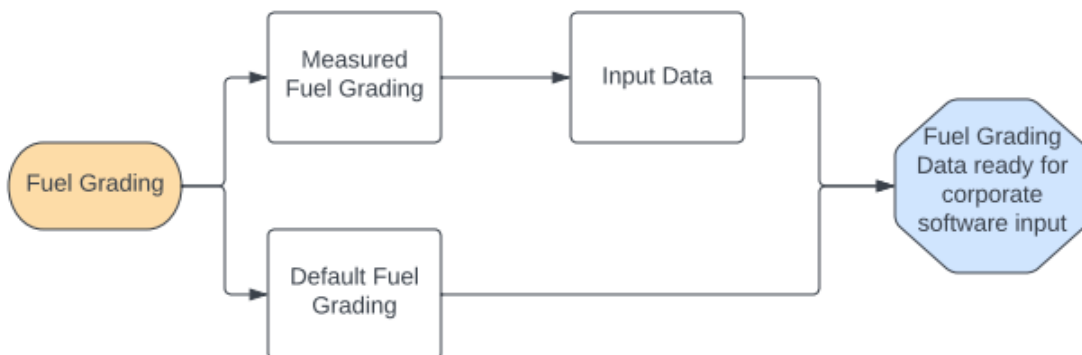 Measured
Fuel Grading
Input Data
Fuel Grading
Fuel Grading
Data ready for
corporate
software input
Default Fuel
Grading